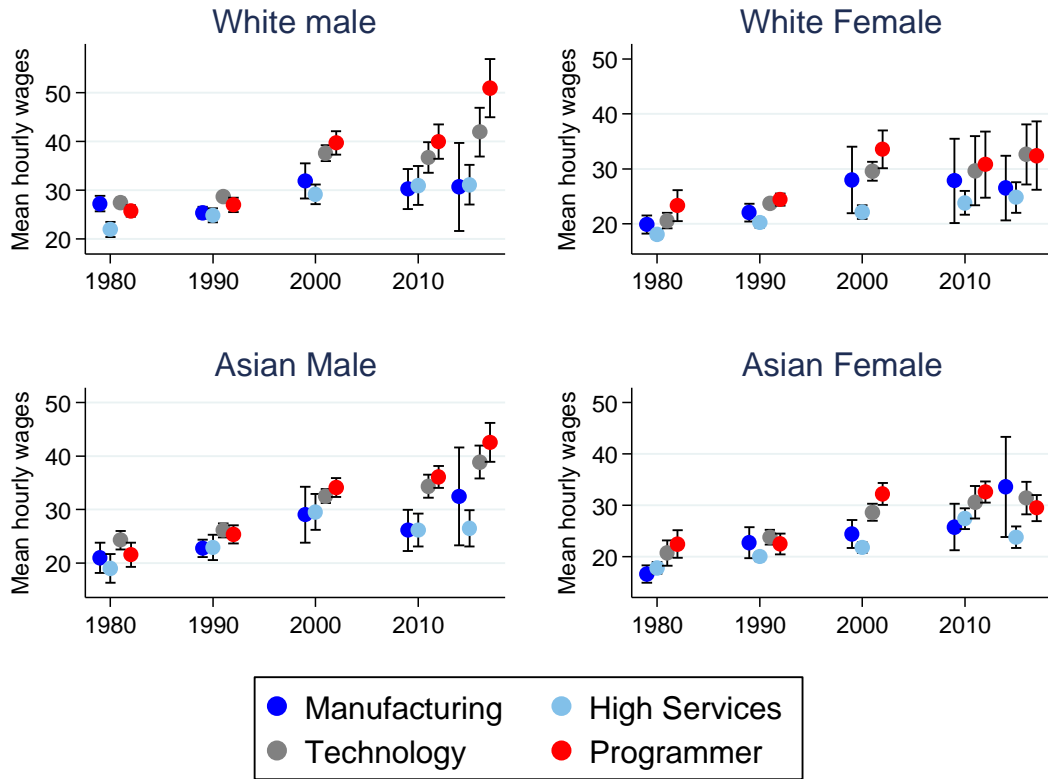 White male
Mean hourly wages
50
40
30
20
1980 1990 2000 2010
White Female
Mean hourly wages
50
40
30
20
1980 1990 2000 2010
Asian Male
Mean hourly wages
50
40
30
20
1980 1990 2000 2010
Asian Female
Mean hourly wages
50
40
30
20
1980 1990 2000 2010
Manufacturing High Services
Technology Programmer